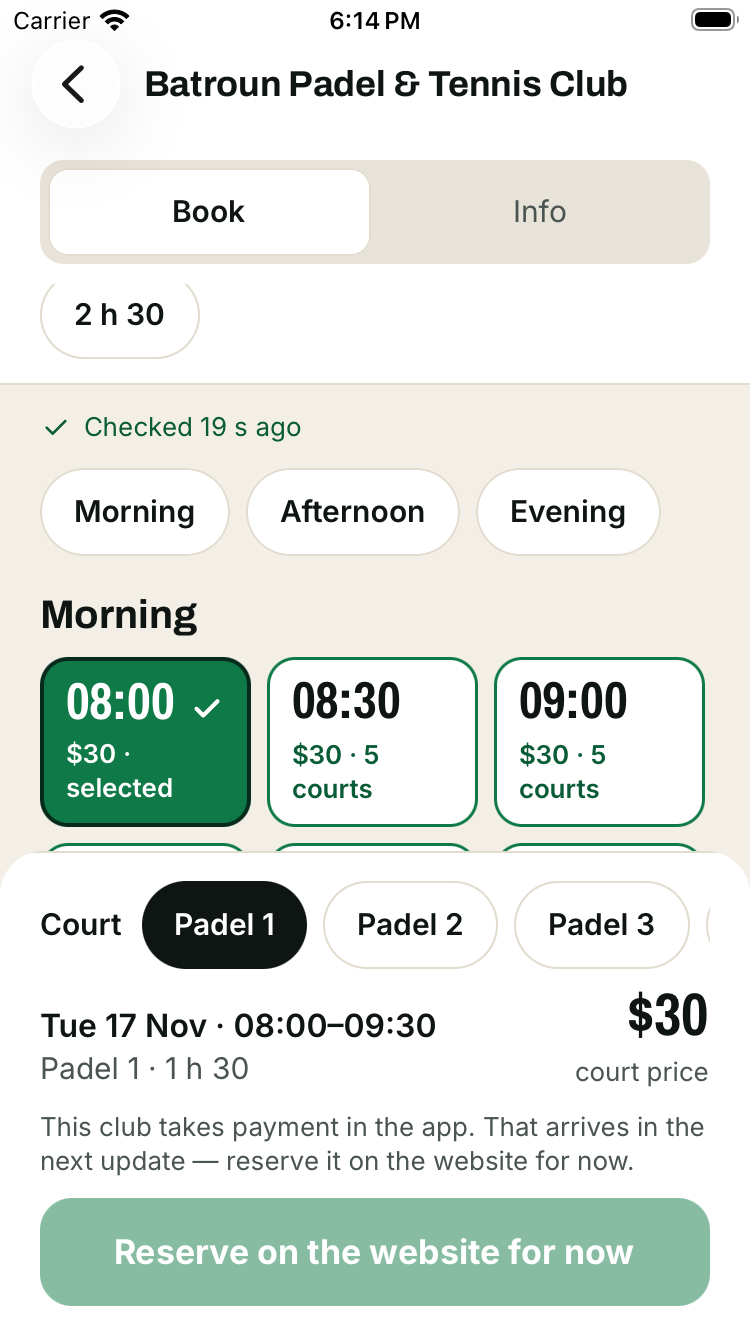 Carrier 6:14 PM
Batroun Padel & Tennis Club
Book Info
2 h 30
Checked 19 s ago
Morning Afternoon Evening
Morning
08:00 08:30 09:00
$30 · $30 · 5 $30 · 5
selected courts courts
Court Padel 1 Padel 2 Padel 3
Tue 17 Nov · 08:00–09:30 $30
Padel 1 · 1 h 30 court price
This club takes payment in the app. That arrives in the
next update — reserve it on the website for now.
Reserve on the website for now